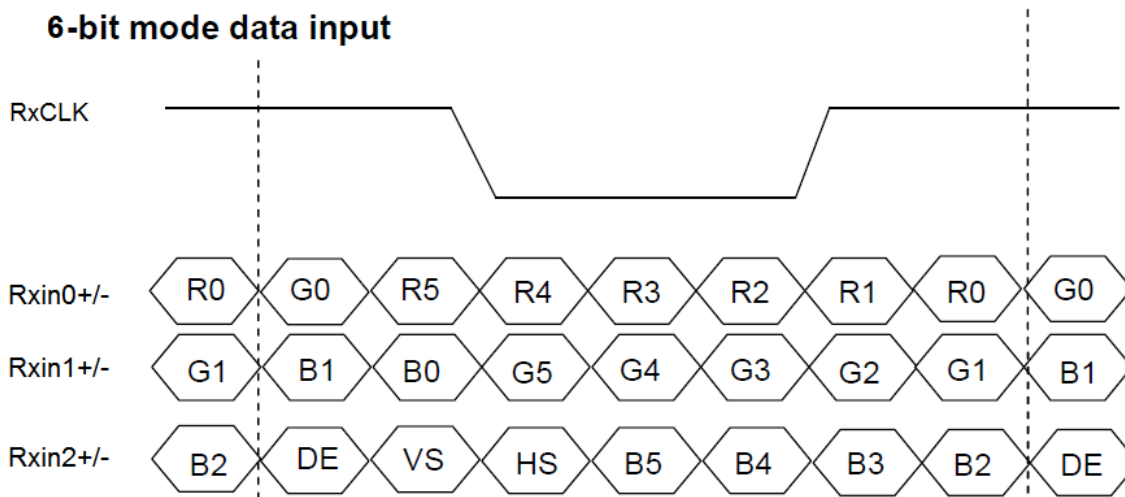 6-bit mode data input
RxCLK
Rxin0+/- R0 G0 R5 R4 R3 R2 R1 R0 G0
Rxin1+/- G1 B1 B0 G5 G4 G3 G2 G1 B1
Rxin2+/- B2 DE VS HS B5 B4 B3 B2 DE